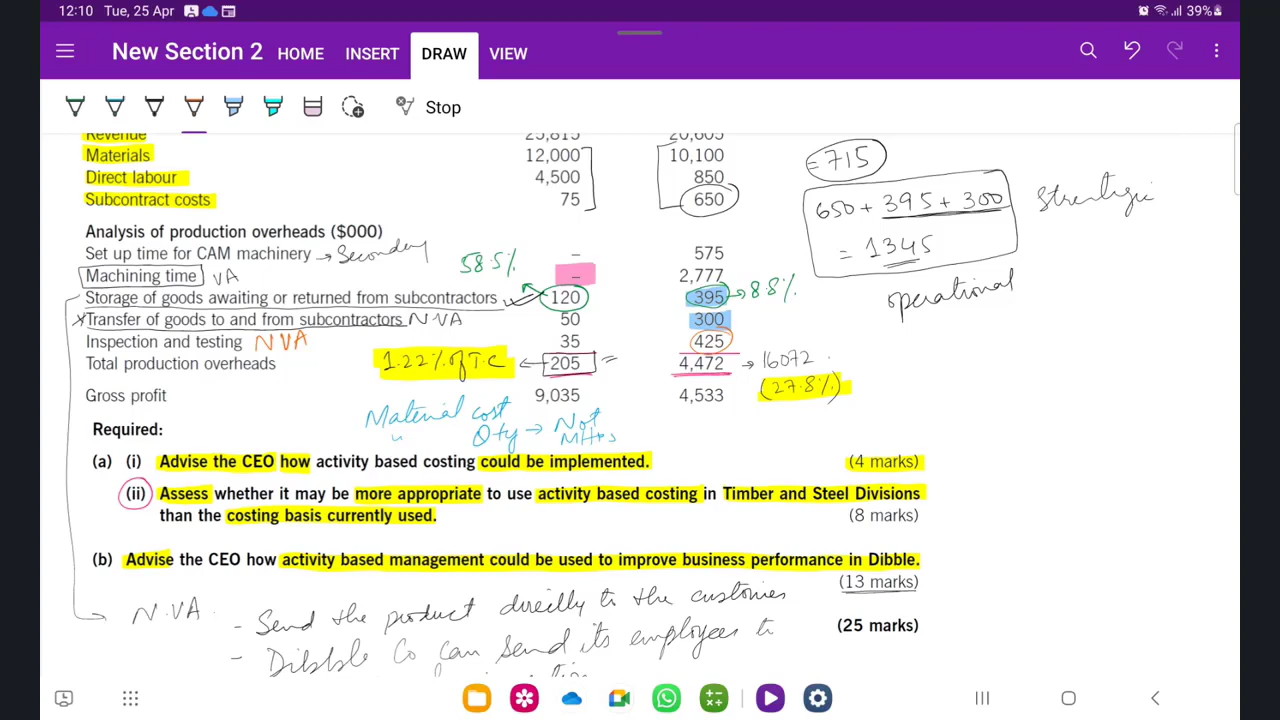 12:10 Tue, 25 Apr 39%
New Section 2 HOME INSERT DRAW VIEW
Stop
Revenue 25,815 20,605
Materials 12,000 10,100
Direct labour 4,500 850
Subcontract costs 75 650
= 715
650 + 395 + 300
= 1345
operational
Analysis of production overheads ($000)
Set up time for CAM machinery → Secondary – 575
58.5%
Machining time VA – 2,777
Storage of goods awaiting or returned from subcontractors 120 395 → 8.8%
Transfer of goods to and from subcontractors NVA 50 300
Inspection and testing NVA 35 425
Total production overheads 1.22% of T.C 205 = 4,472 → 16072
(27.8%)
Gross profit 9,035 4,533
Material cost
Qty → Not
MHrs
Required:
(a) (i) Advise the CEO how activity based costing could be implemented. (4 marks)
(ii) Assess whether it may be more appropriate to use activity based costing in Timber and Steel Divisions
than the costing basis currently used. (8 marks)
(b) Advise the CEO how activity based management could be used to improve business performance in Dibble.
(13 marks)
(25 marks)
N.VA
- Send the product directly to the customers
- Dibble Co can send its employees t